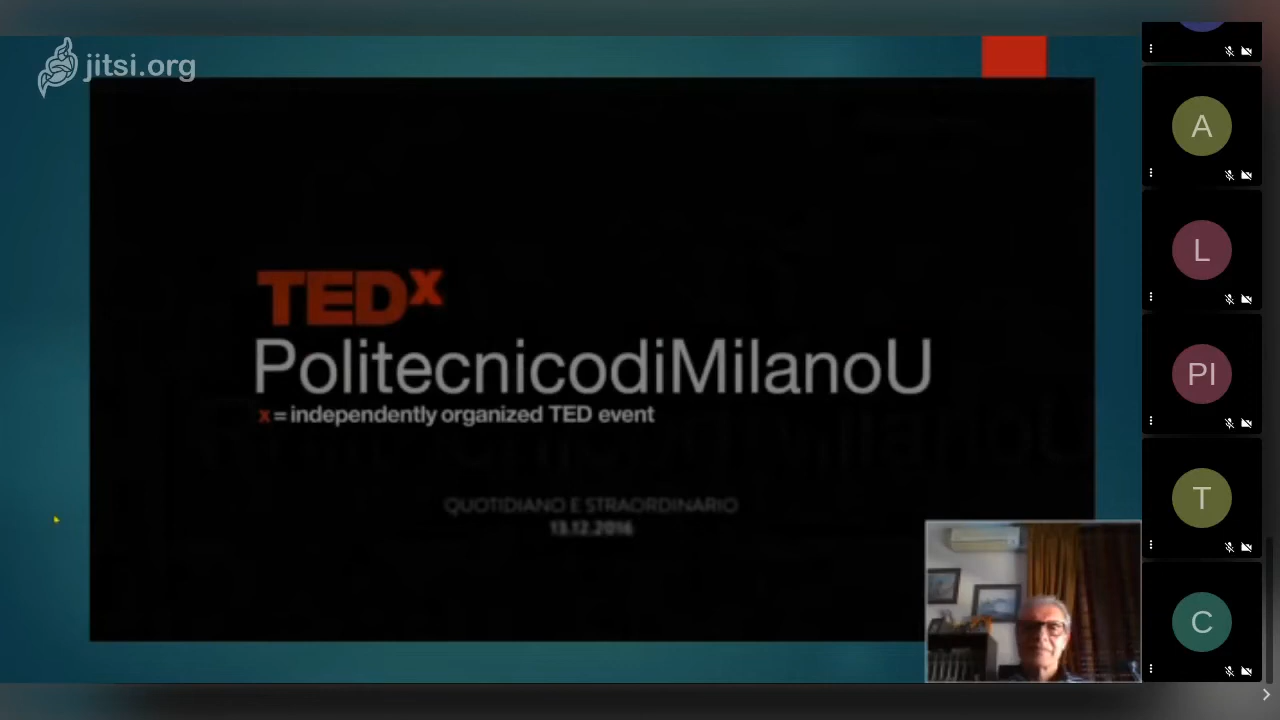 jitsi.org
TEDx
PolitecnicodiMilanoU
x = independently organized TED event
QUOTIDIANO E STRAORDINARIO
13.12.2016
A
L
PI
T
C